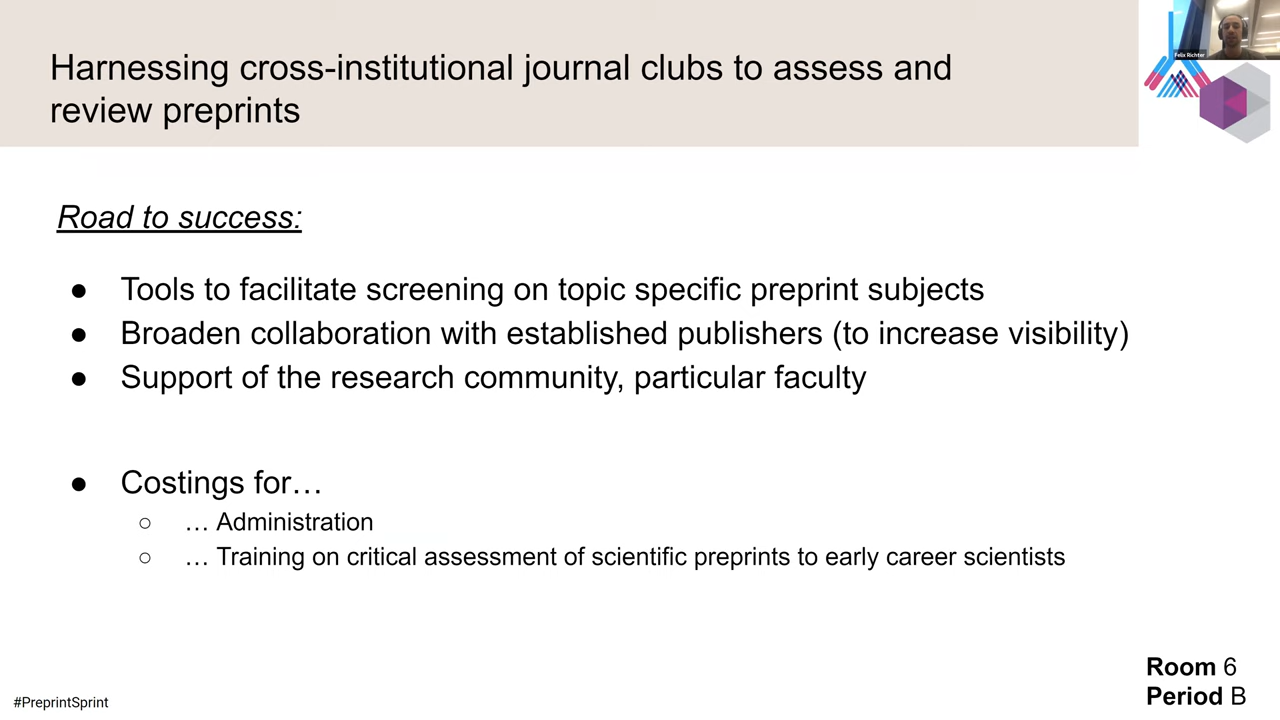 Harnessing cross-institutional journal clubs to assess and
review preprints
Felix Richter
Road to success:
● Tools to facilitate screening on topic specific preprint subjects
● Broaden collaboration with established publishers (to increase visibility)
● Support of the research community, particular faculty
● Costings for…
○ … Administration
○ … Training on critical assessment of scientific preprints to early career scientists
Room 6
Period B
#PreprintSprint